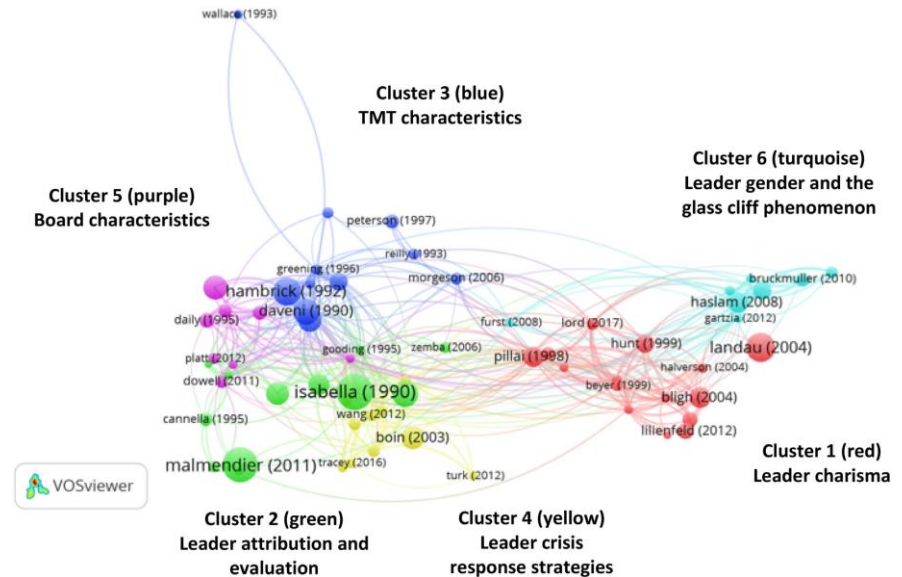 wallace (1993)
Cluster 3 (blue)
TMT characteristics
Cluster 6 (turquoise)
Leader gender and the
glass cliff phenomenon
Cluster 5 (purple)
Board characteristics
peterson (1997)
reilly (1993)
greening (1996)
morgeson (2006)
bruckmuller (2010)
hambrick (1992)
haslam (2008)
daveni (1990)
daily (1995)
furst (2008)
lord (2017)
gartzia (2012)
hunt (1999)
landau (2004)
gooding (1995)
zemba (2006)
pillai (1998)
platt (2012)
halverson (2004)
dowell (2011)
beyer (1999)
isabella (1990)
bligh (2004)
wang (2012)
cannella (1995)
lilienfeld (2012)
boin (2003)
malmendier (2011)
tracey (2016)
turk (2012)
Cluster 1 (red)
Leader charisma
VOSviewer
Cluster 2 (green)
Leader attribution and
evaluation
Cluster 4 (yellow)
Leader crisis
response strategies